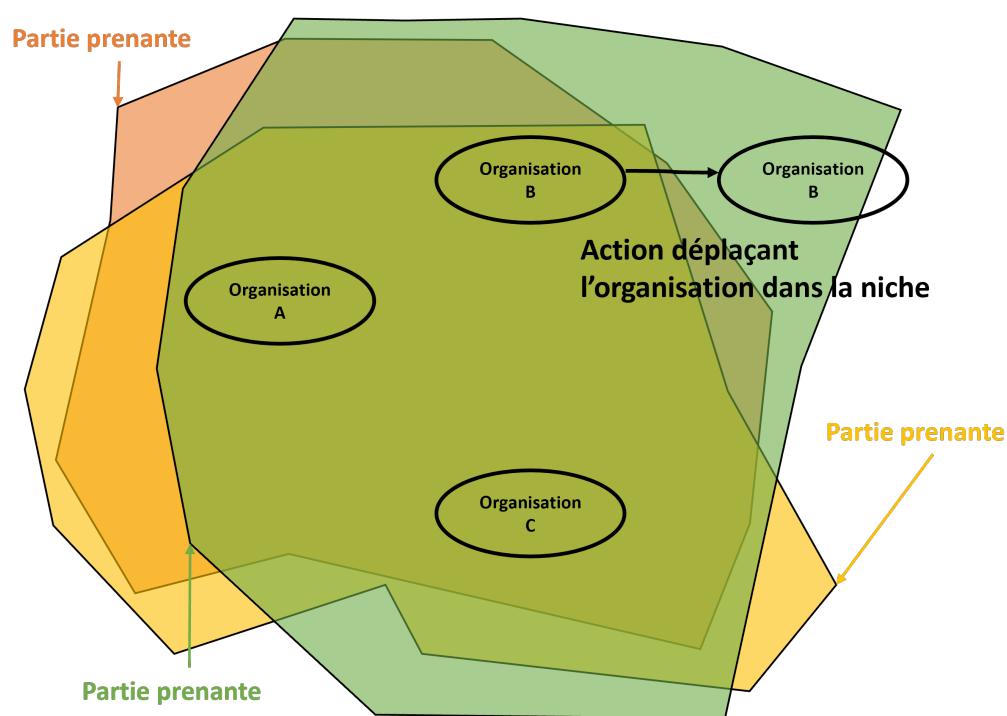 Partie prenante
Organisation
B
Organisation
B
Action déplaçant
l’organisation dans la niche
Organisation
A
Partie prenante
Organisation
C
Partie prenante